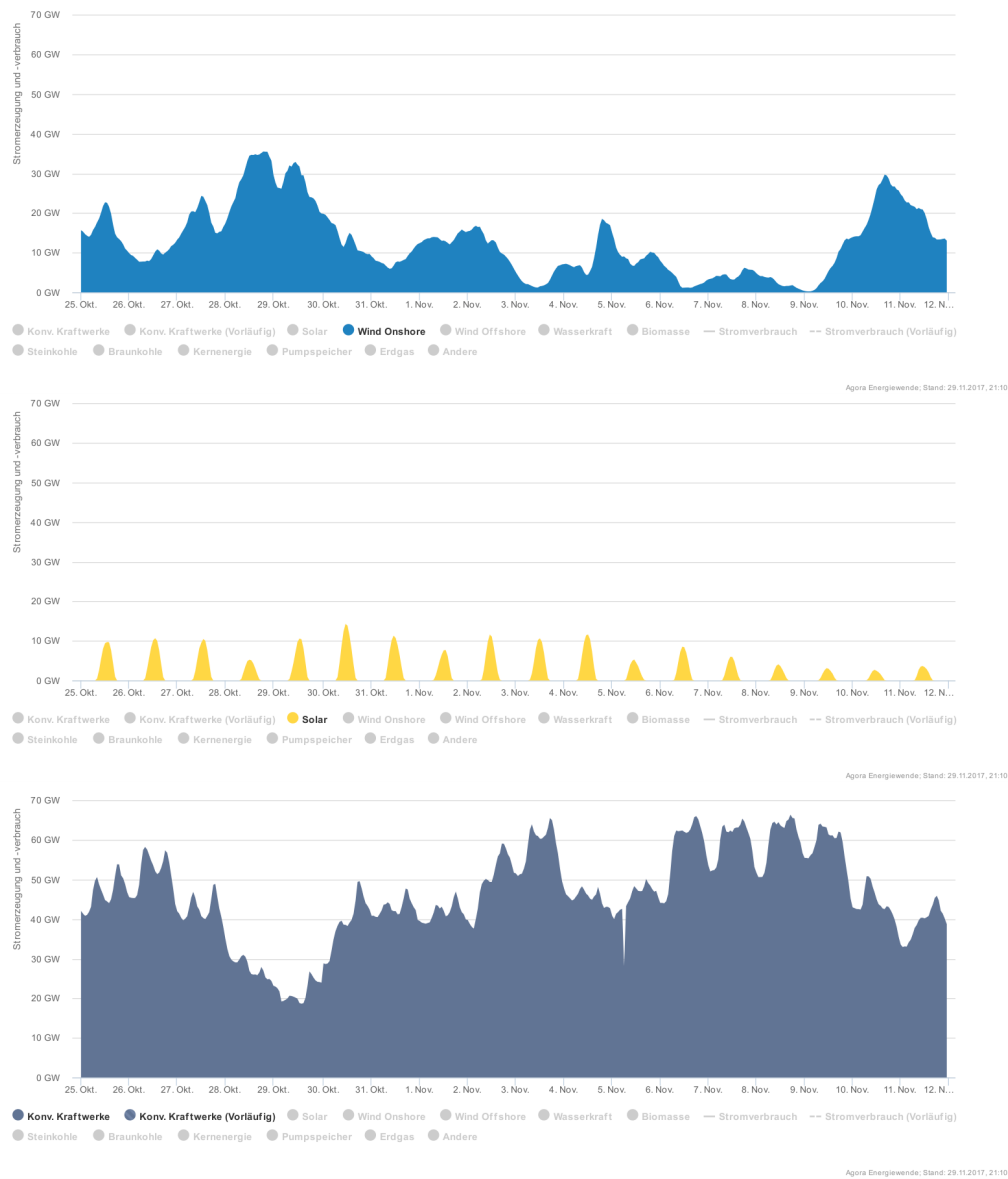 70 GW
60 GW
50 GW
40 GW
30 GW
20 GW
10 GW
0 GW
Stromerzeugung und -verbrauch
25. Okt. 26. Okt. 27. Okt. 28. Okt. 29. Okt. 30. Okt. 31. Okt. 1. Nov. 2. Nov. 3. Nov. 4. Nov. 5. Nov. 6. Nov. 7. Nov. 8. Nov. 9. Nov. 10. Nov. 11. Nov. 12. N...
Konv. Kraftwerke Konv. Kraftwerke (Vorläufig) Solar Wind Onshore Wind Offshore Wasserkraft Biomasse Stromverbrauch Stromverbrauch (Vorläufig)
Steinkohle Braunkohle Kernenergie Pumpspeicher Erdgas Andere
Agora Energiewende; Stand: 29.11.2017, 21:10
70 GW
60 GW
50 GW
40 GW
30 GW
20 GW
10 GW
0 GW
Stromerzeugung und -verbrauch
25. Okt. 26. Okt. 27. Okt. 28. Okt. 29. Okt. 30. Okt. 31. Okt. 1. Nov. 2. Nov. 3. Nov. 4. Nov. 5. Nov. 6. Nov. 7. Nov. 8. Nov. 9. Nov. 10. Nov. 11. Nov. 12. N...
Konv. Kraftwerke Konv. Kraftwerke (Vorläufig) Solar Wind Onshore Wind Offshore Wasserkraft Biomasse Stromverbrauch Stromverbrauch (Vorläufig)
Steinkohle Braunkohle Kernenergie Pumpspeicher Erdgas Andere
Agora Energiewende; Stand: 29.11.2017, 21:10
70 GW
60 GW
50 GW
40 GW
30 GW
20 GW
10 GW
0 GW
Stromerzeugung und -verbrauch
25. Okt. 26. Okt. 27. Okt. 28. Okt. 29. Okt. 30. Okt. 31. Okt. 1. Nov. 2. Nov. 3. Nov. 4. Nov. 5. Nov. 6. Nov. 7. Nov. 8. Nov. 9. Nov. 10. Nov. 11. Nov. 12. N...
Konv. Kraftwerke Konv. Kraftwerke (Vorläufig) Solar Wind Onshore Wind Offshore Wasserkraft Biomasse Stromverbrauch Stromverbrauch (Vorläufig)
Steinkohle Braunkohle Kernenergie Pumpspeicher Erdgas Andere
Agora Energiewende; Stand: 29.11.2017, 21:10